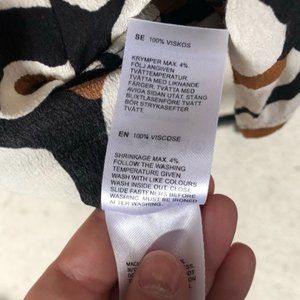 SE 100% VISKOS
KRYMPER MAX. 4%
FÖLJ ANGIVEN
TVÄTTEMPERATUR.
TVÄTTA MED LIKNANDE
FÄRGER. TVÄTTA MED
AVIGA SIDAN UTÅT. STÄNG
BLIXTLÅSEN FÖRE TVÄTT
BÖR STRYKAS EFTER
TVÄTT.
EN 100% VISCOSE
SHRINKAGE MAX. 4%
FOLLOW THE WASHING
TEMPERATURE GIVEN.
WASH WITH LIKE COLOURS
WASH INSIDE OUT. CLOSE
SLIDE FASTENERS BEFORE
WASHING. MUST BE IRONED
AFTER WASHING.